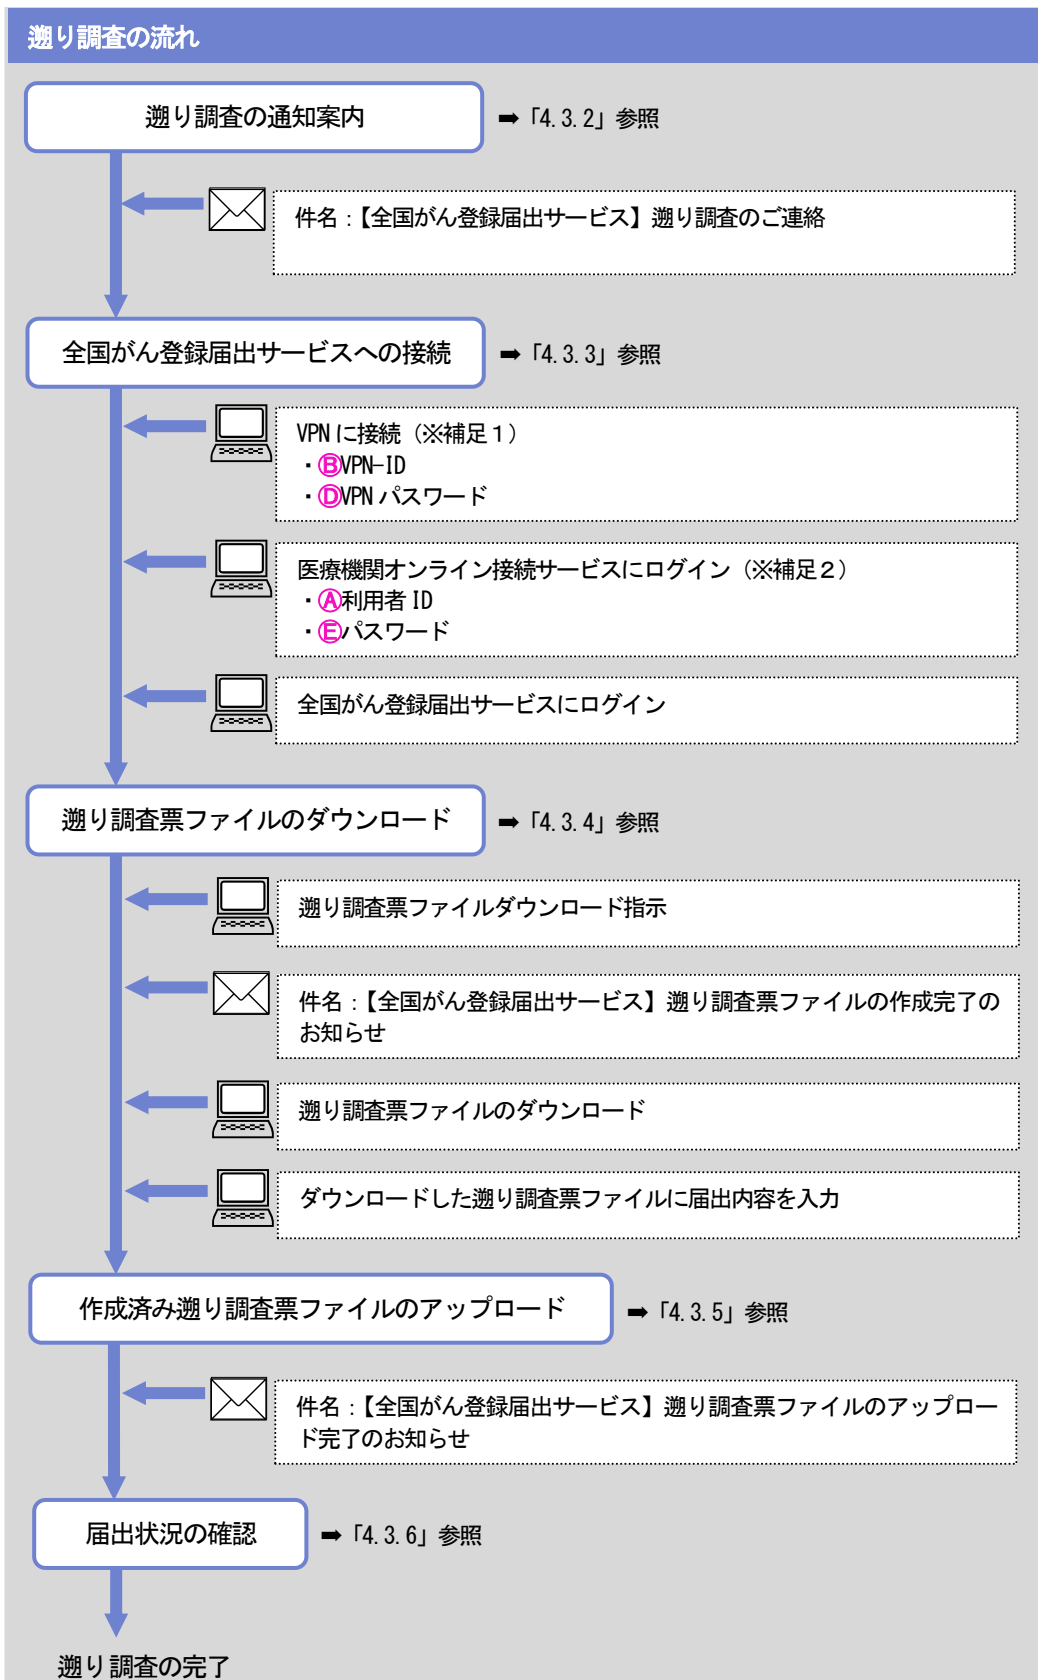 遡り調査の流れ
遡り調査の通知案内
➡「4.3.2」参照
件名:【全国がん登録届出サービス】遡り調査のご連絡
全国がん登録届出サービスへの接続
➡「4.3.3」参照
VPNに接続(※補足1)
・ⒷVPN-ID
・ⒹVPNパスワード
医療機関オンライン接続サービスにログイン(※補足2)
・Ⓐ利用者ID
・Ⓔパスワード
全国がん登録届出サービスにログイン
遡り調査票ファイルのダウンロード
➡「4.3.4」参照
遡り調査票ファイルダウンロード指示
件名:【全国がん登録届出サービス】遡り調査票ファイルの作成完了の
お知らせ
遡り調査票ファイルのダウンロード
ダウンロードした遡り調査票ファイルに届出内容を入力
作成済み遡り調査票ファイルのアップロード
➡「4.3.5」参照
件名:【全国がん登録届出サービス】遡り調査票ファイルのアップロー
ド完了のお知らせ
届出状況の確認
➡「4.3.6」参照
遡り調査の完了